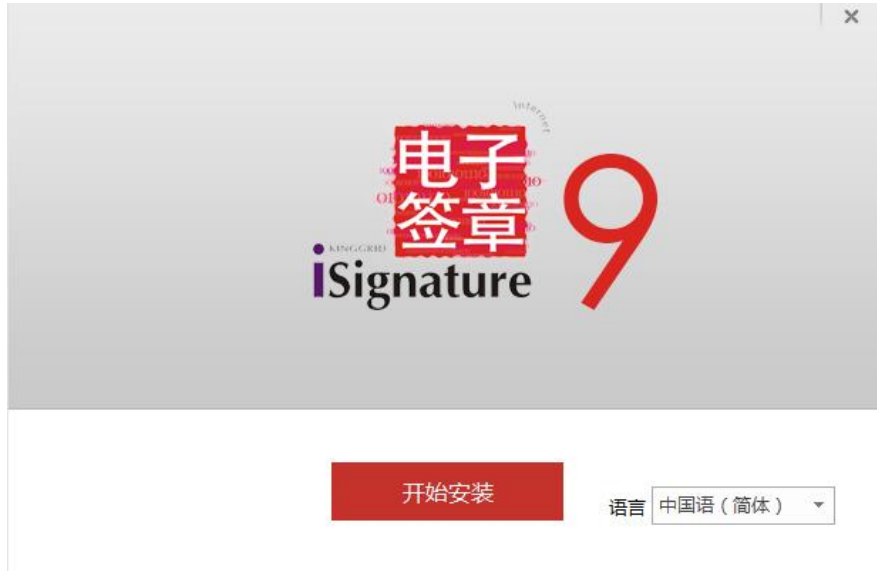 Internet
电子
签章
KINGGRID
iSignature
9
开始安装
语言 中国语（简体）